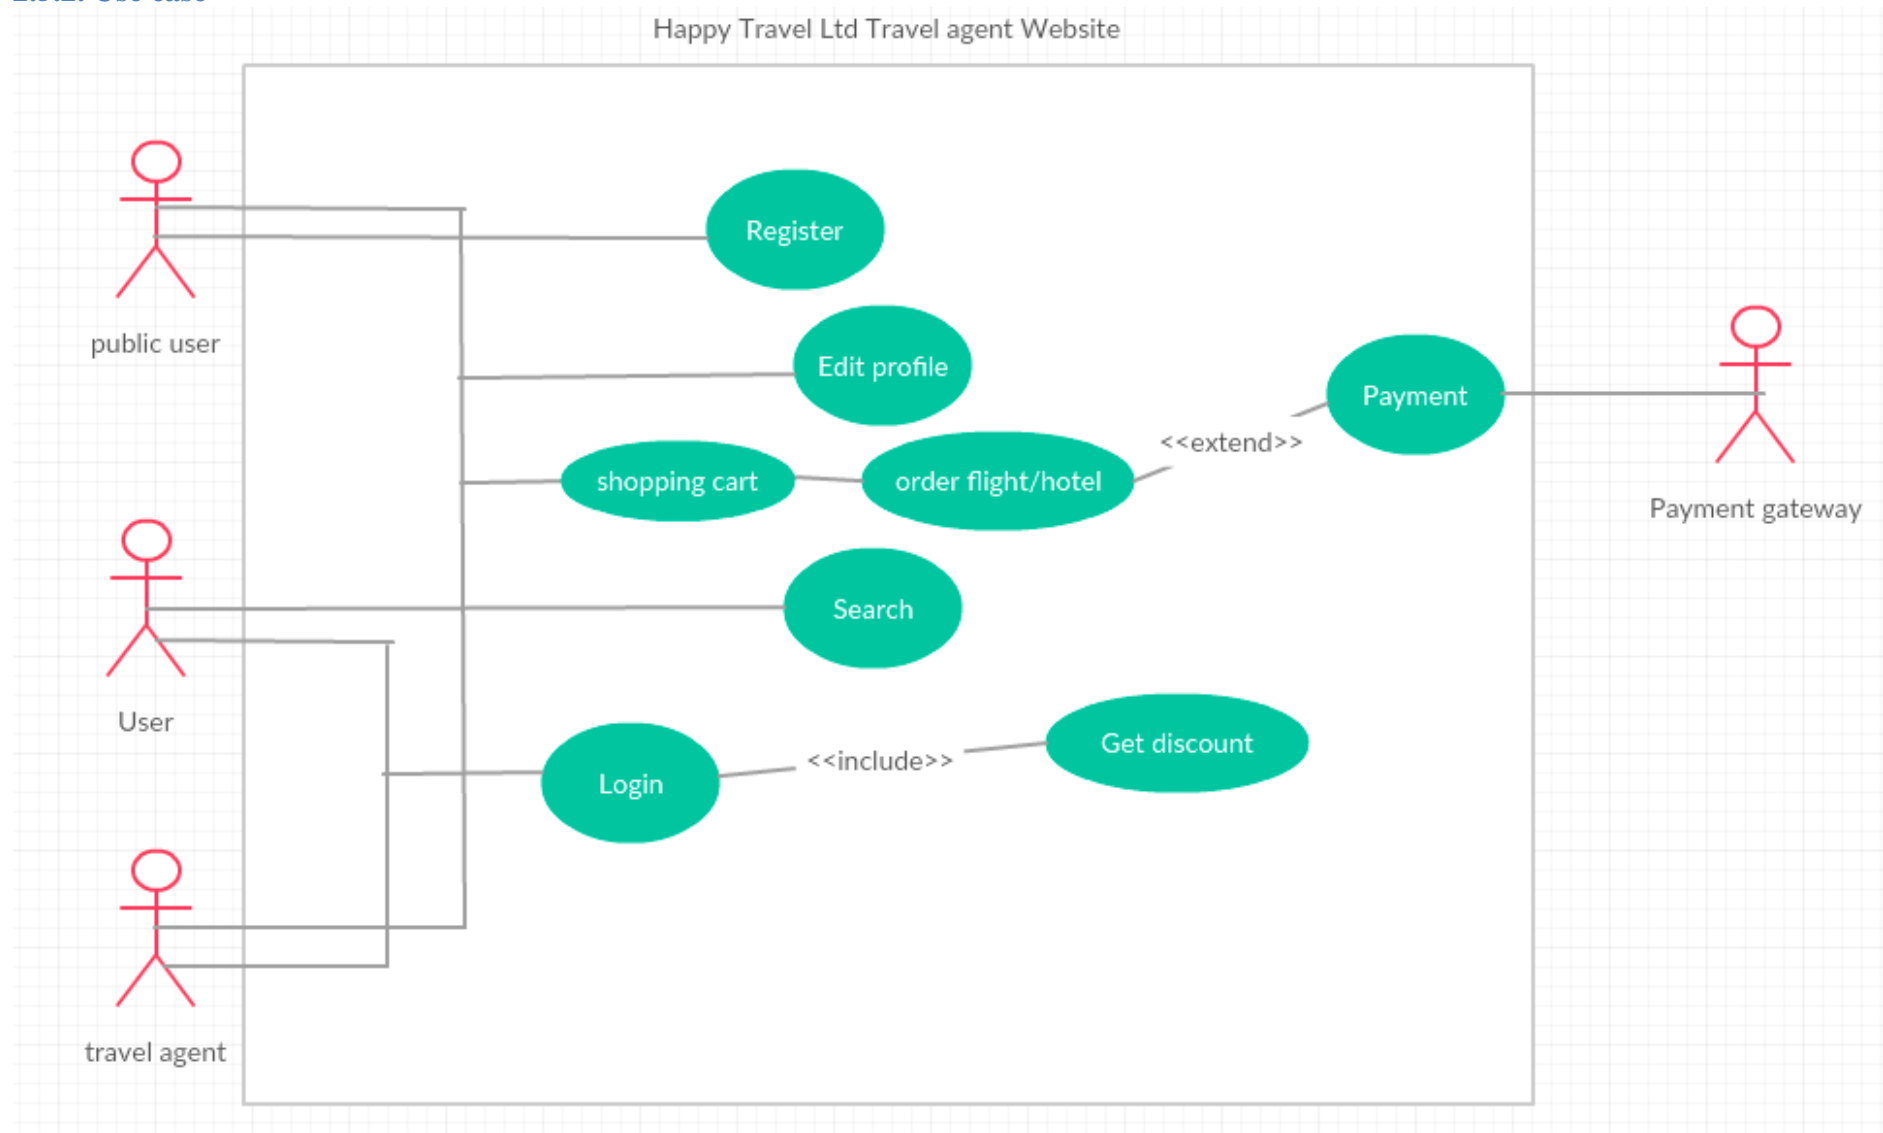 Happy Travel Ltd Travel agent Website
Register
public user
Edit profile
Payment
<<extend>>
shopping cart
order flight/hotel
Payment gateway
Search
User
Get discount
<<include>>
Login
travel agent